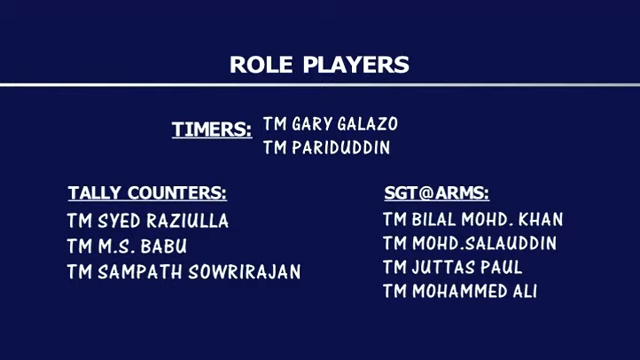 ROLE PLAYERS
TIMERS: TM GARY GALAZO
TM PARIDUDDIN
TALLY COUNTERS:
TM SYED RAZIULLA
TM M.S. BABU
TM SAMPATH SOWRIRAJAN
SGT@ARMS:
TM BILAL MOHD. KHAN
TM MOHD.SALAUDDIN
TM JUTTAS PAUL
TM MOHAMMED ALI